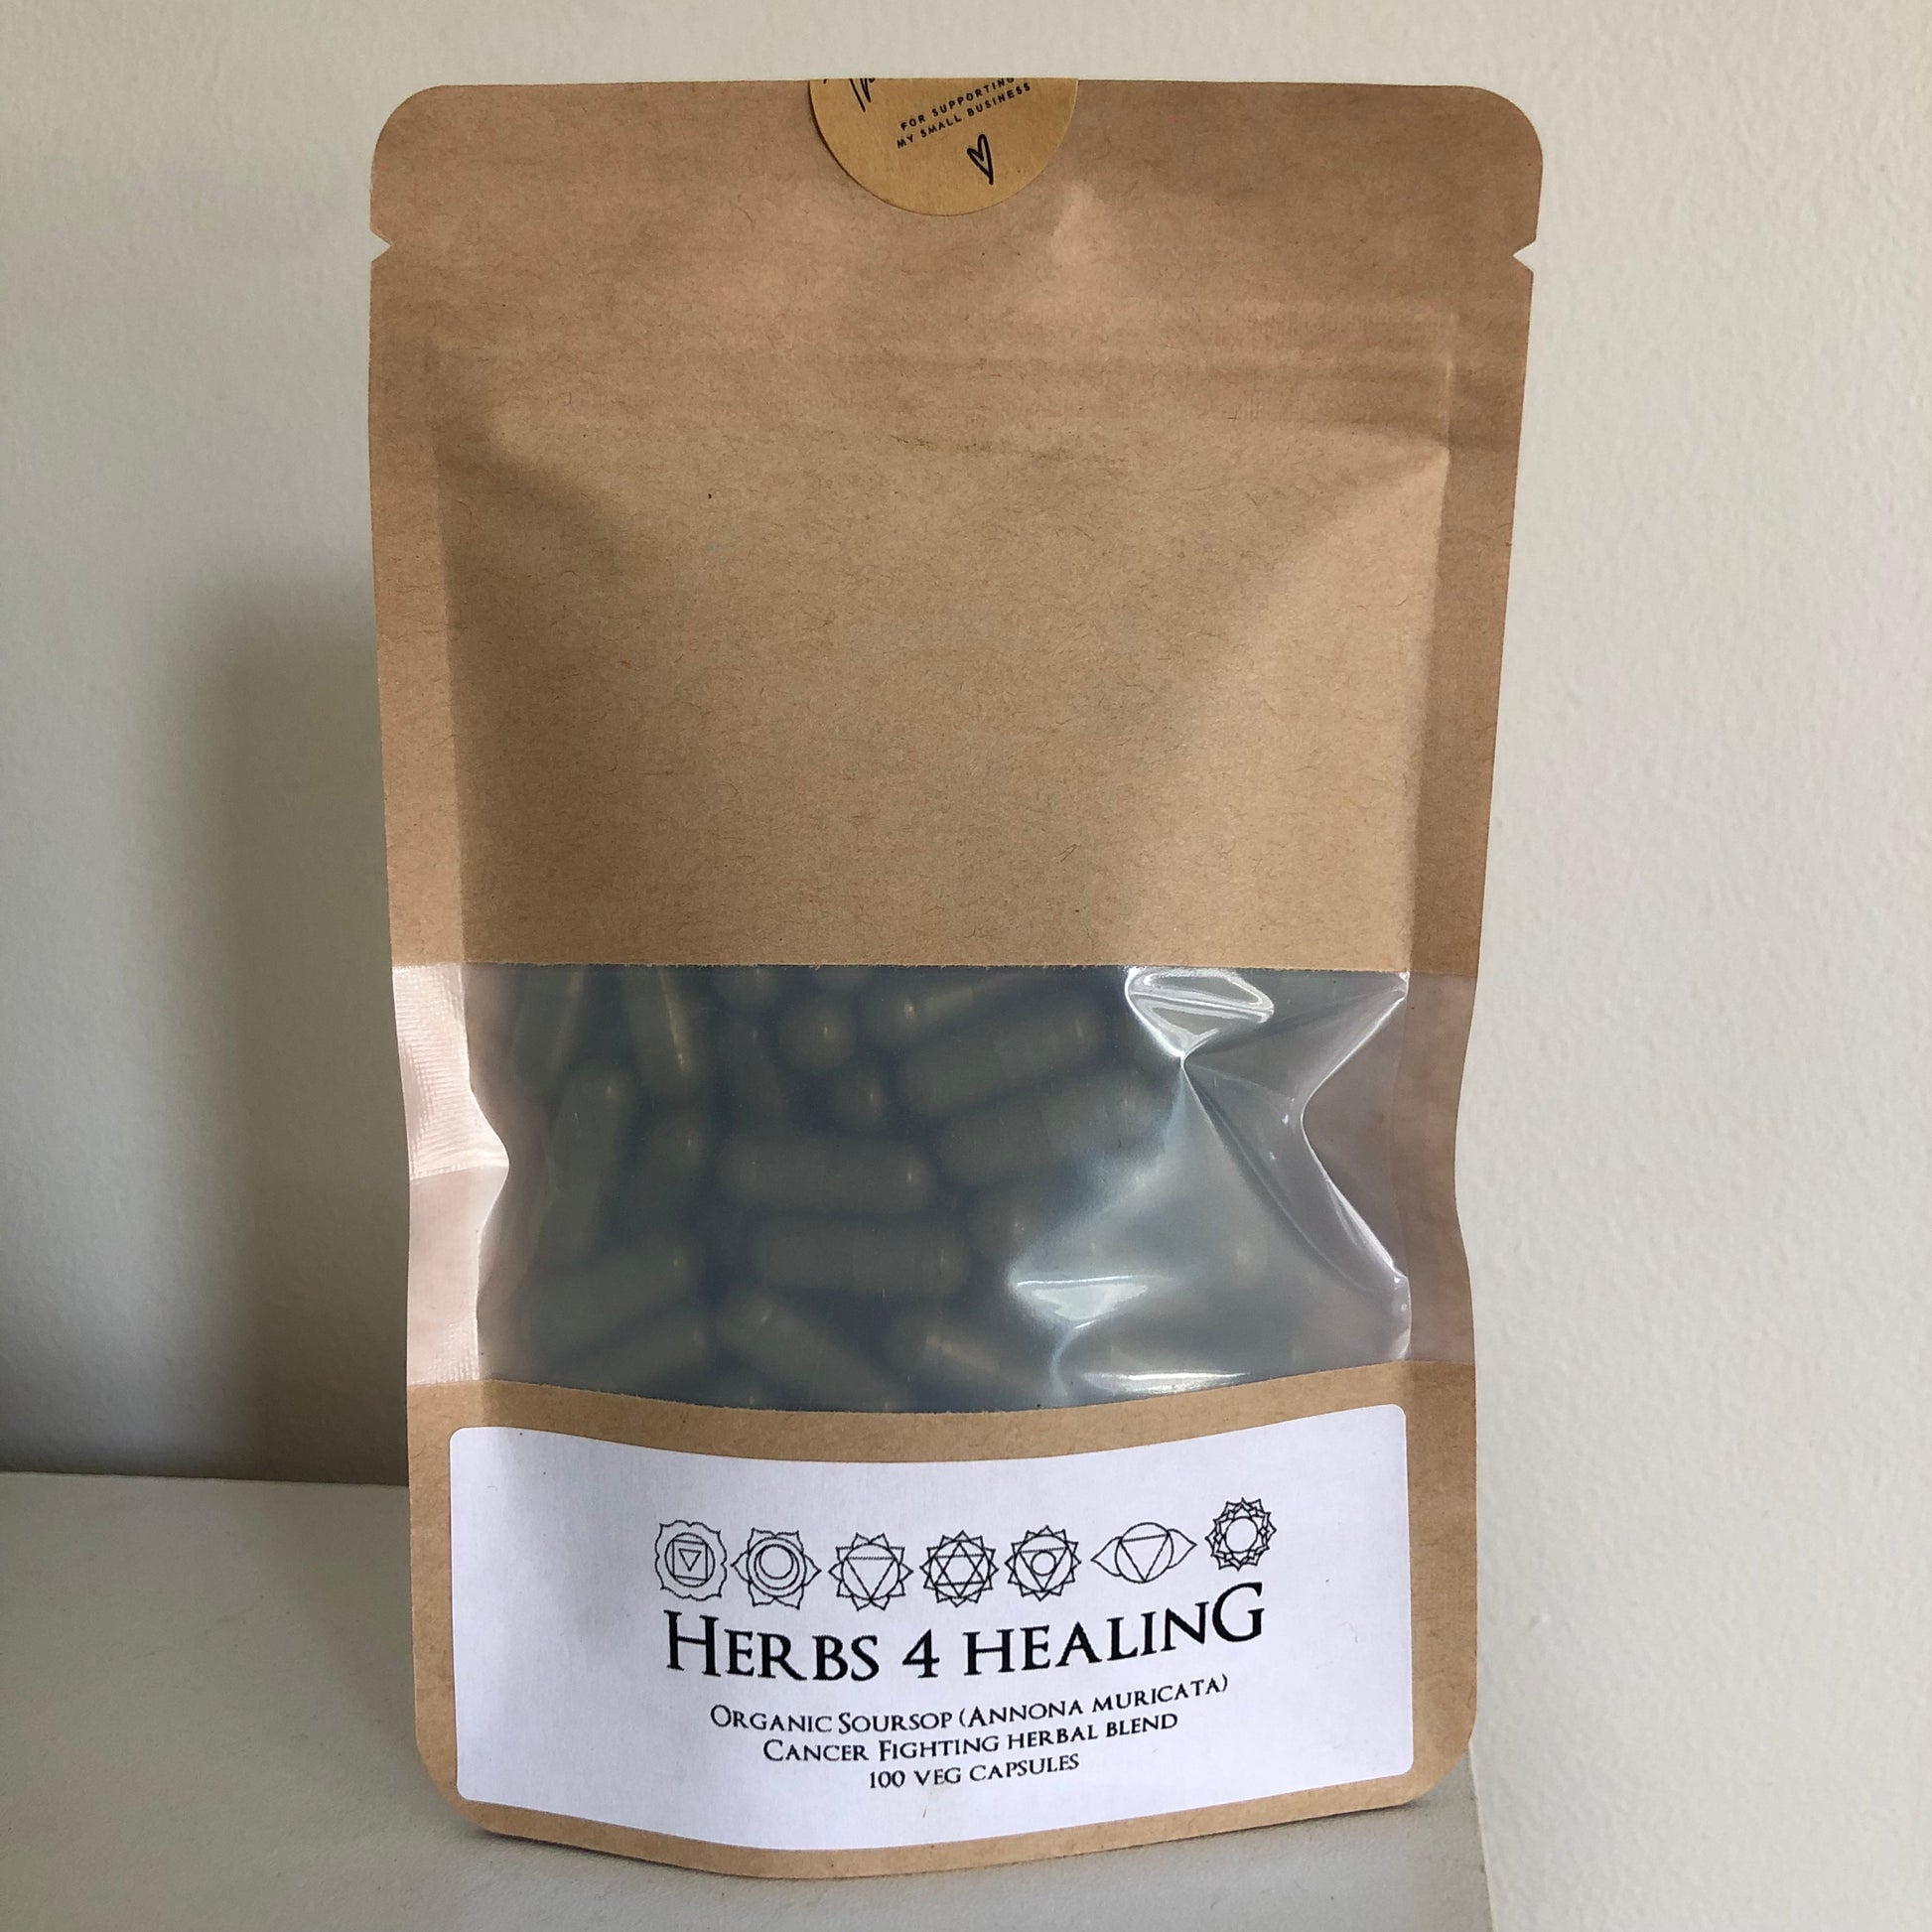 FOR SUPPORTING
MY SMALL BUSINESS
HERBS 4 HEALING
ORGANIC SOURSOP (ANNONA MURICATA)
CANCER FIGHTING HERBAL BLEND
100 VEG CAPSULES